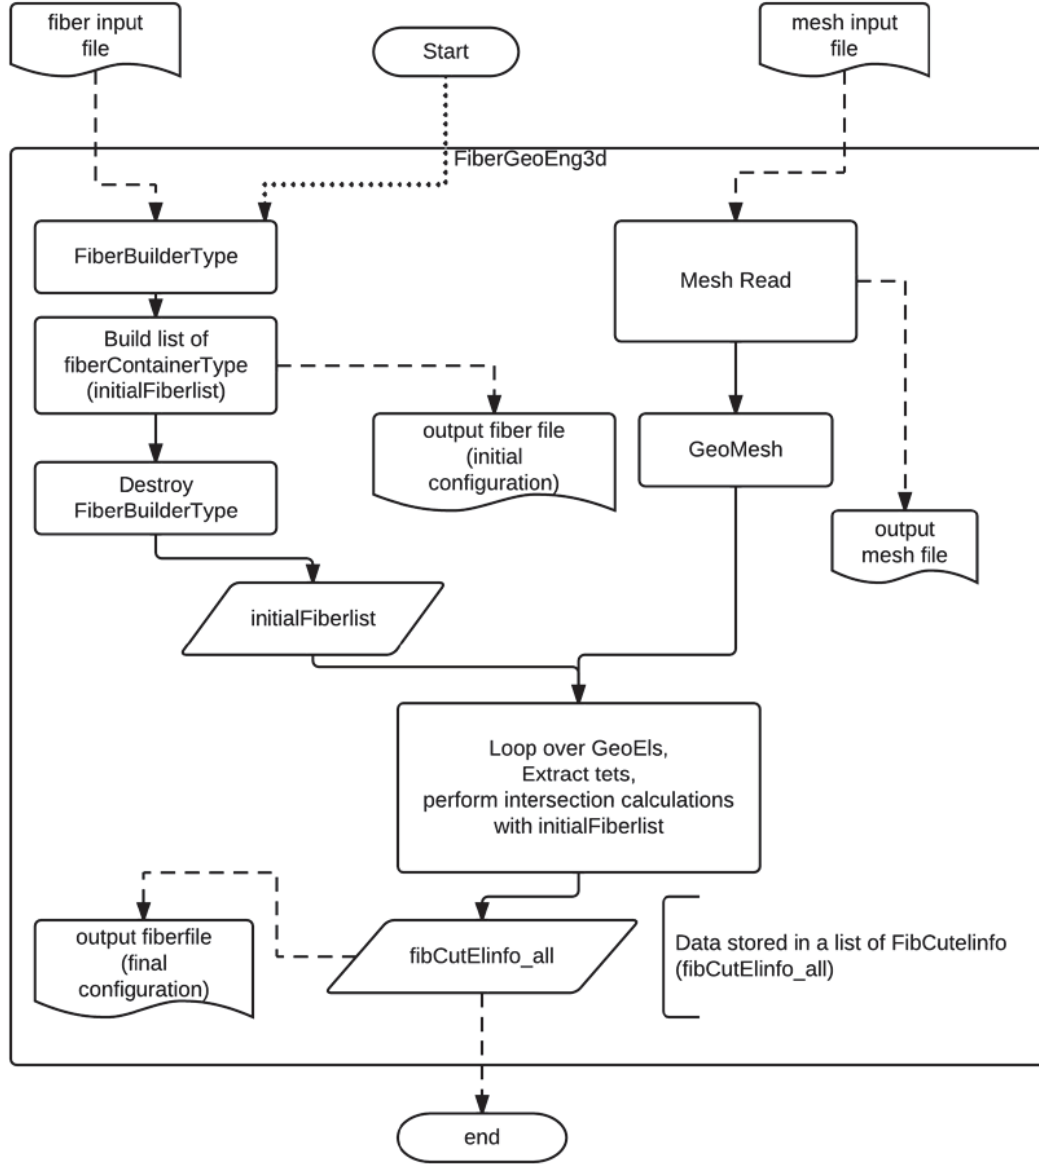 fiber input
file
Start
mesh input
file
FiberGeoEng3d
FiberBuilderType
Mesh Read
Build list of
fiberContainerType
(initialFiberlist)
output fiber file
(initial
configuration)
GeoMesh
Destroy
FiberBuilderType
output
mesh file
initialFiberlist
Loop over GeoEls,
Extract tets,
perform intersection calculations
with initialFiberlist
output fiberfile
(final
configuration)
fibCutElinfo_all
Data stored in a list of FibCutelinfo
(fibCutElinfo_all)
end